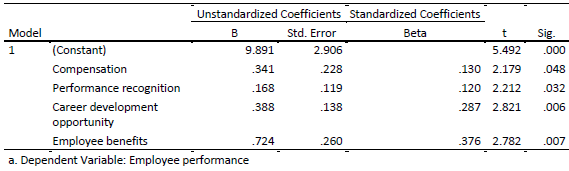 Unstandardized Coefficients Standardized Coefficients
Model B Std. Error Beta t Sig.
1 (Constant) 9.891 2.906 5.492 .000
Compensation .341 .228 .130 2.179 .048
Performance recognition .168 .119 .120 2.212 .032
Career development opportunity .388 .138 .287 2.821 .006
Employee benefits .724 .260 .376 2.782 .007
a. Dependent Variable: Employee performance